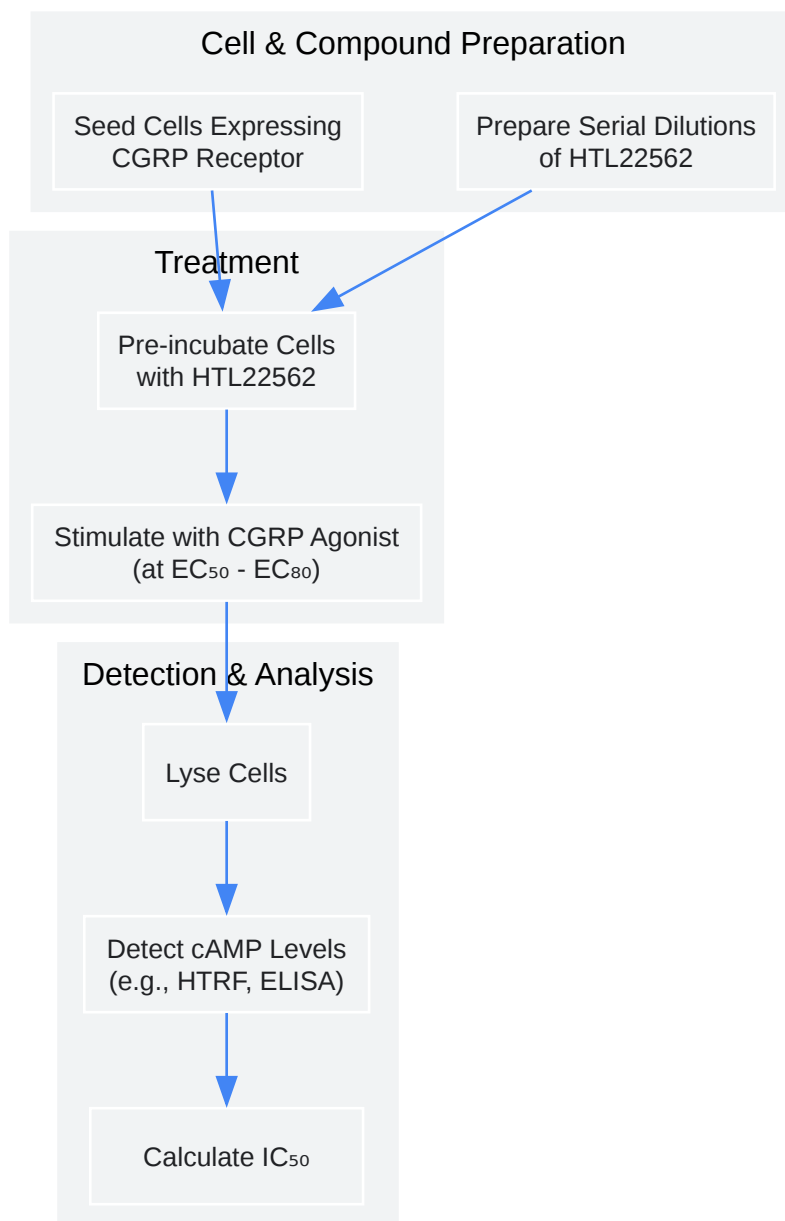 Cell & Compound Preparation
Seed Cells Expressing
CGRP Receptor
Prepare Serial Dilutions
of HTL22562
Treatment
Pre-incubate Cells
with HTL22562
Stimulate with CGRP Agonist
(at EC₅₀ - EC₈₀)
Detection & Analysis
Lyse Cells
Detect cAMP Levels
(e.g., HTRF, ELISA)
Calculate IC₅₀